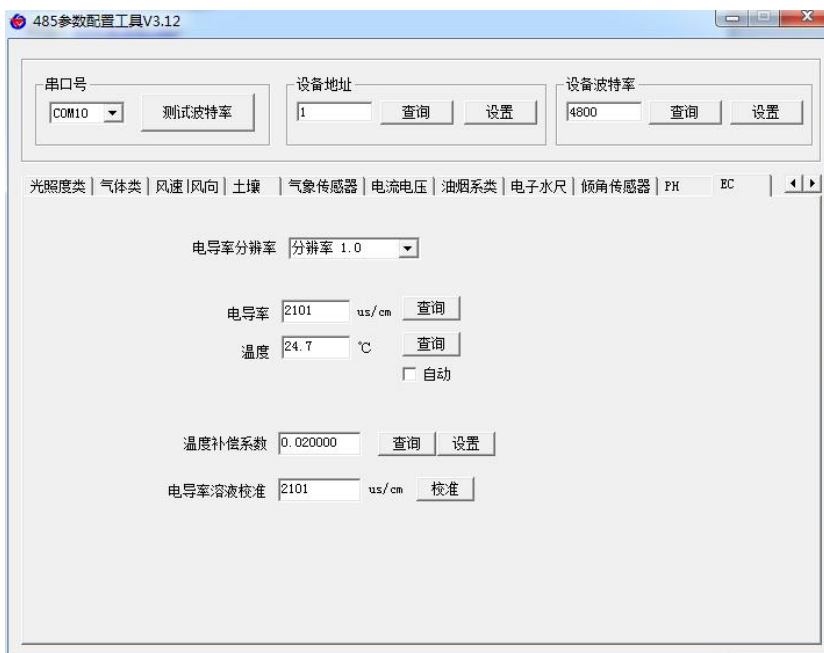 485参数配置工具V3.12
串口号 设备地址 设备波特率
COM10 测试波特率 1 查询 设置 4800 查询 设置
光照度类 气体类 风速|风向 土壤 气象传感器 电流电压 油烟系类 电子水尺 倾角传感器 PH EC
电导率分辨率 分辨率 1.0
电导率 2101 us/cm 查询
温度 24.7 ℃ 查询
自动
温度补偿系数 0.020000 查询 设置
电导率溶液校准 2101 us/cm 校准